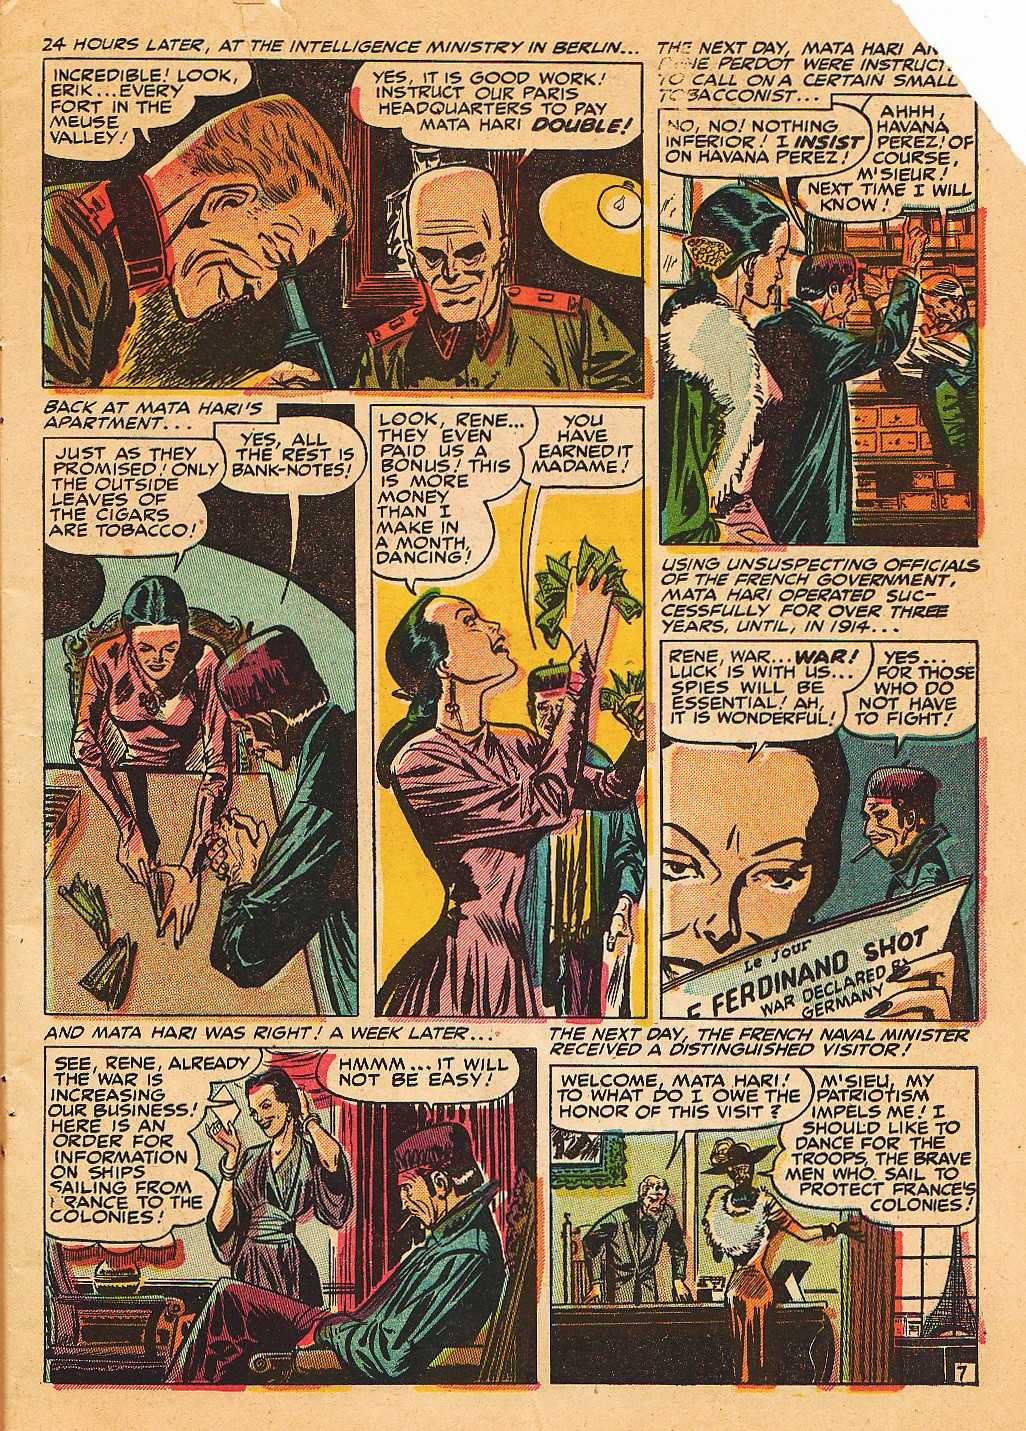 24 HOURS LATER, AT THE INTELLIGENCE MINISTRY IN BERLIN...
INCREDIBLE! LOOK,
ERIK...EVERY
FORT IN THE
MEUSE
VALLEY!
YES, IT IS GOOD WORK!
INSTRUCT OUR PARIS
HEADQUARTERS TO PAY
MATA HARI DOUBLE!
THE NEXT DAY, MATA HARI
PERDOT WERE
TO CALL ON A CERTAIN SMALL
TOBACCONIST...
NO, NO! NOTHING
INFERIOR! I INSIST
ON HAVANA PEREZ!
AHHH,
HAVANA
PEREZ! OF
COURSE,
M'SIEUR!
NEXT TIME I WILL
KNOW!
BACK AT MATA HARI'S
APARTMENT...
JUST AS THEY
PROMISED! ONLY
THE OUTSIDE
LEAVES OF
THE CIGARS
ARE TOBACCO!
YES, ALL
THE REST IS
BANK-NOTES!
LOOK, RENE...
THEY EVEN
PAID US A
BONUS! THIS
IS MORE
MONEY
THAN I
MAKE IN
A MONTH,
DANCING!
YOU
HAVE
EARNED IT
MADAME!
USING UNSUSPECTING OFFICIALS
OF THE FRENCH GOVERNMENT,
MATA HARI OPERATED SUC-
CESSFULLY FOR OVER THREE
YEARS, UNTIL, IN 1914...
RENE, WAR...WAR!
LUCK IS WITH US...
SPIES WILL BE
ESSENTIAL! AH,
IT IS WONDERFUL!
YES...
FOR THOSE
WHO DO
NOT HAVE
TO FIGHT!
Le Jour
FERDINAND SHOT
WAR DECLARED BY
GERMANY
AND MATA HARI WAS RIGHT! A WEEK LATER...
SEE, RENE, ALREADY
THE WAR IS
INCREASING
OUR BUSINESS!
HERE IS AN
ORDER FOR
INFORMATION
ON SHIPS
SAILING FROM
FRANCE TO THE
COLONIES!
HMMM...IT WILL
NOT BE EASY!
THE NEXT DAY, THE FRENCH NAVAL MINISTER
RECEIVED A DISTINGUISHED VISITOR!
WELCOME, MATA HARI!
TO WHAT DO I OWE THE
HONOR OF THIS VISIT?
M'SIEU, MY
PATRIOTISM
IMPELS ME! I
SHOULD LIKE TO
DANCE FOR THE
TROOPS, THE BRAVE
MEN WHO SAIL TO
PROTECT FRANCE'S
COLONIES!
7